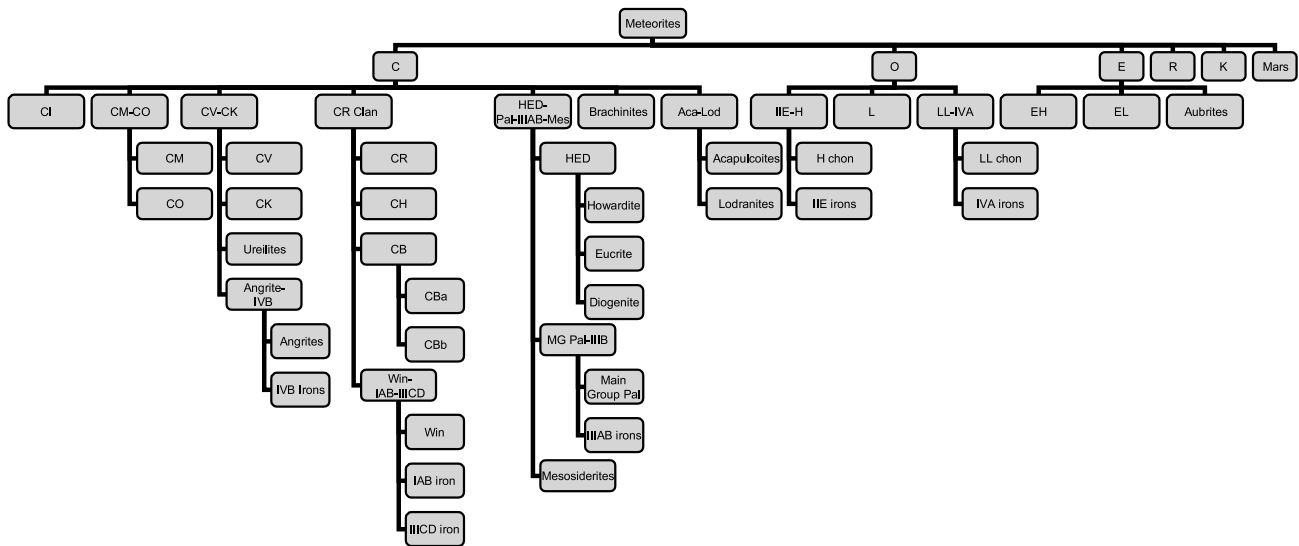 Meteorites
C
O
E
R
K
Mars
CI
CM-CO
CV-CK
CR Clan
HED-
Pal-IIIAB-Mes
Brachinites
Aca-Lod
IIE-H
L
LL-IVA
EH
EL
Aubrites
CM
CO
CV
CK
Ureilites
Angrite-
IVB
Angrites
IVB Irons
CR
CH
CB
CBa
CBb
Win-
IAB-IIICD
Win
IAB iron
IIICD iron
HED
Howardite
Eucrite
Diogenite
MG Pal-IIIB
Main
Group Pal
IIIAB irons
Mesosiderites
Acapulcoites
Lodranites
H chon
IIE irons
LL chon
IVA irons